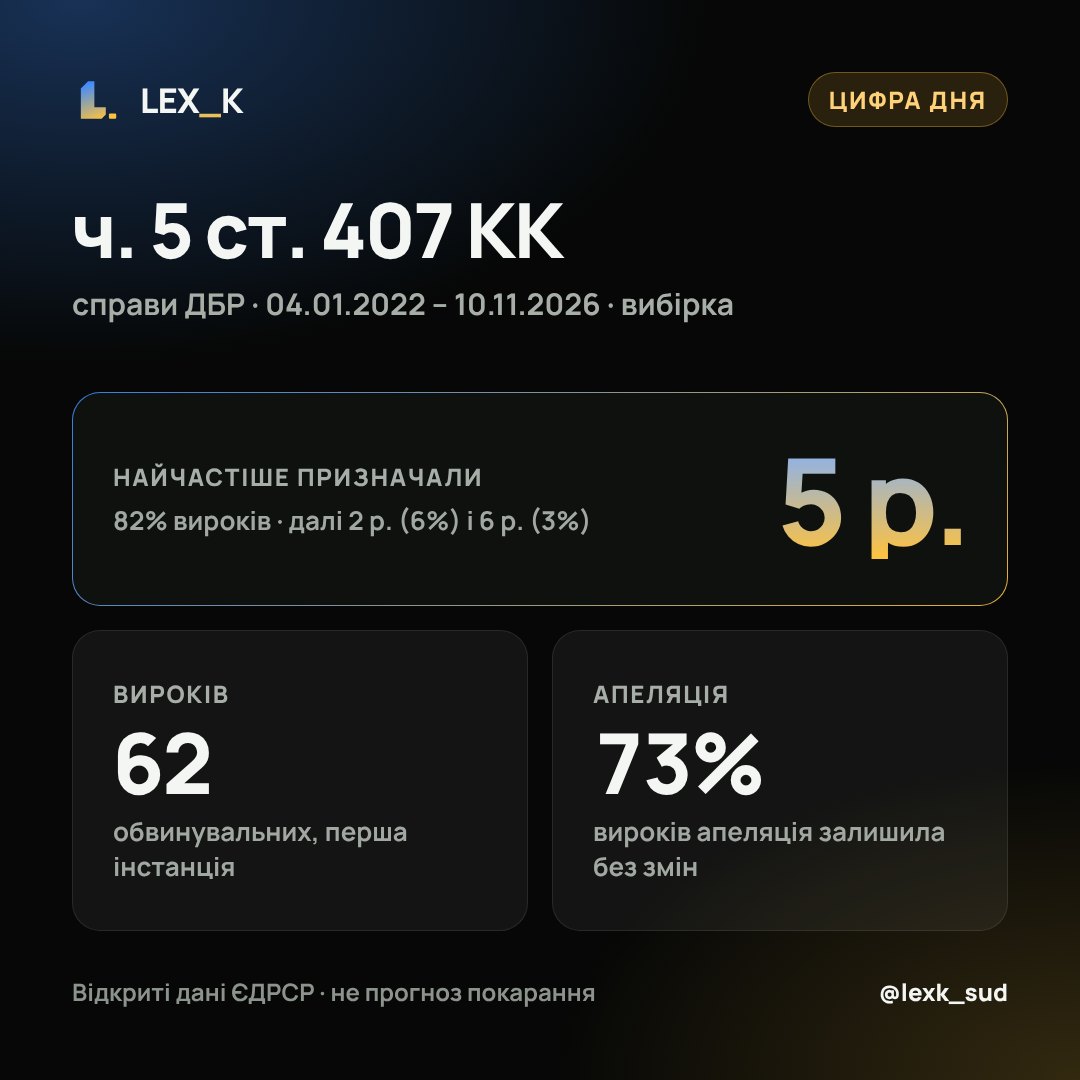 L.
LEX_K
ЦИФРА ДНЯ
ч. 5 ст. 407 КК
справи ДБР · 04.01.2022 – 10.11.2026 · вибірка
НАЙЧАСТІШЕ ПРИЗНАЧАЛИ
82% вироків · далі 2 р. (6%) і 6 р. (3%)
5 р.
ВИРОКІВ
62
обвинувальних, перша
інстанція
АПЕЛЯЦІЯ
73%
вироків апеляція залишила
без змін
Відкриті дані ЄДРСР · не прогноз покарання
@lexk_sud